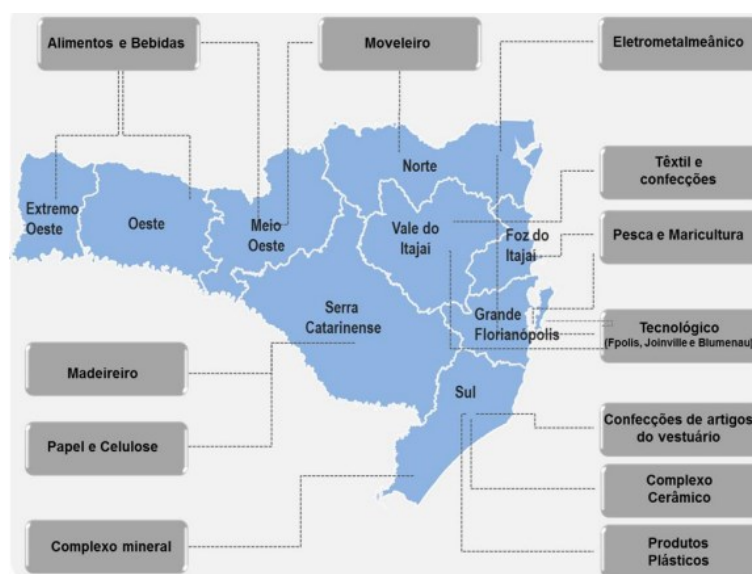 Alimentos e Bebidas
Moveleiro
Eletrometalmeânico
Têxtil e
confecções
Norte
Extremo
Oeste
Oeste
Meio
Oeste
Vale do
Itajaí
Foz do
Itajaí
Pesca e Maricultura
Serra
Catarinense
Grande
Florianópolis
Tecnológico
(Fpolis, Joinville e Blumenau)
Madeireiro
Sul
Papel e Celulose
Confecções de artigos
do vestuário
Complexo
Cerâmico
Complexo mineral
Produtos
Plásticos